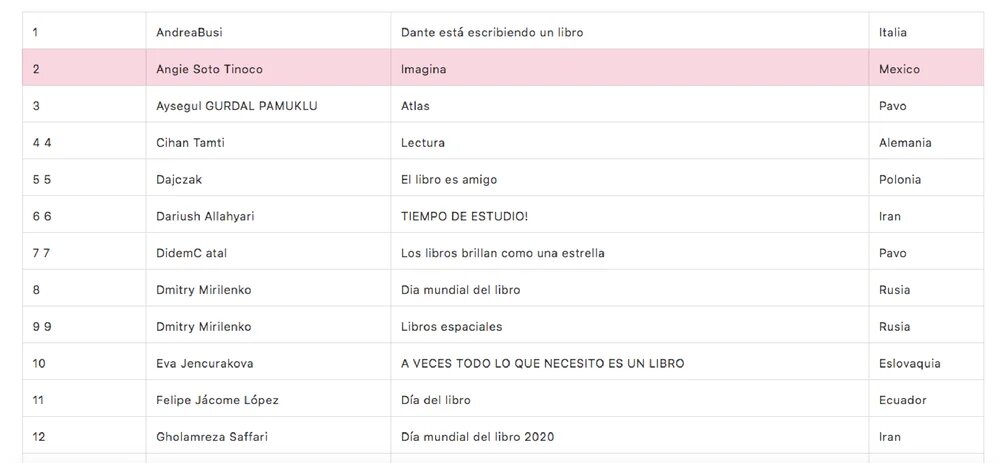 1 AndreaBusi Dante está escribiendo un libro Italia
2 Angie Soto Tinoco Imagina Mexico
3 Aysegul GURDAL PAMUKLU Atlas Pavo
4 4 Cihan Tamti Lectura Alemania
5 5 Dajczak El libro es amigo Polonia
6 6 Dariush Allahyari TIEMPO DE ESTUDIO! Iran
7 7 DidemC atal Los libros brillan como una estrella Pavo
8 Dmitry Mirilenko Dia mundial del libro Rusia
9 9 Dmitry Mirilenko Libros espaciales Rusia
10 Eva Jencurakova A VECES TODO LO QUE NECESITO ES UN LIBRO Eslovaquia
11 Felipe Jácome López Día del libro Ecuador
12 Gholamreza Saffari Día mundial del libro 2020 Iran